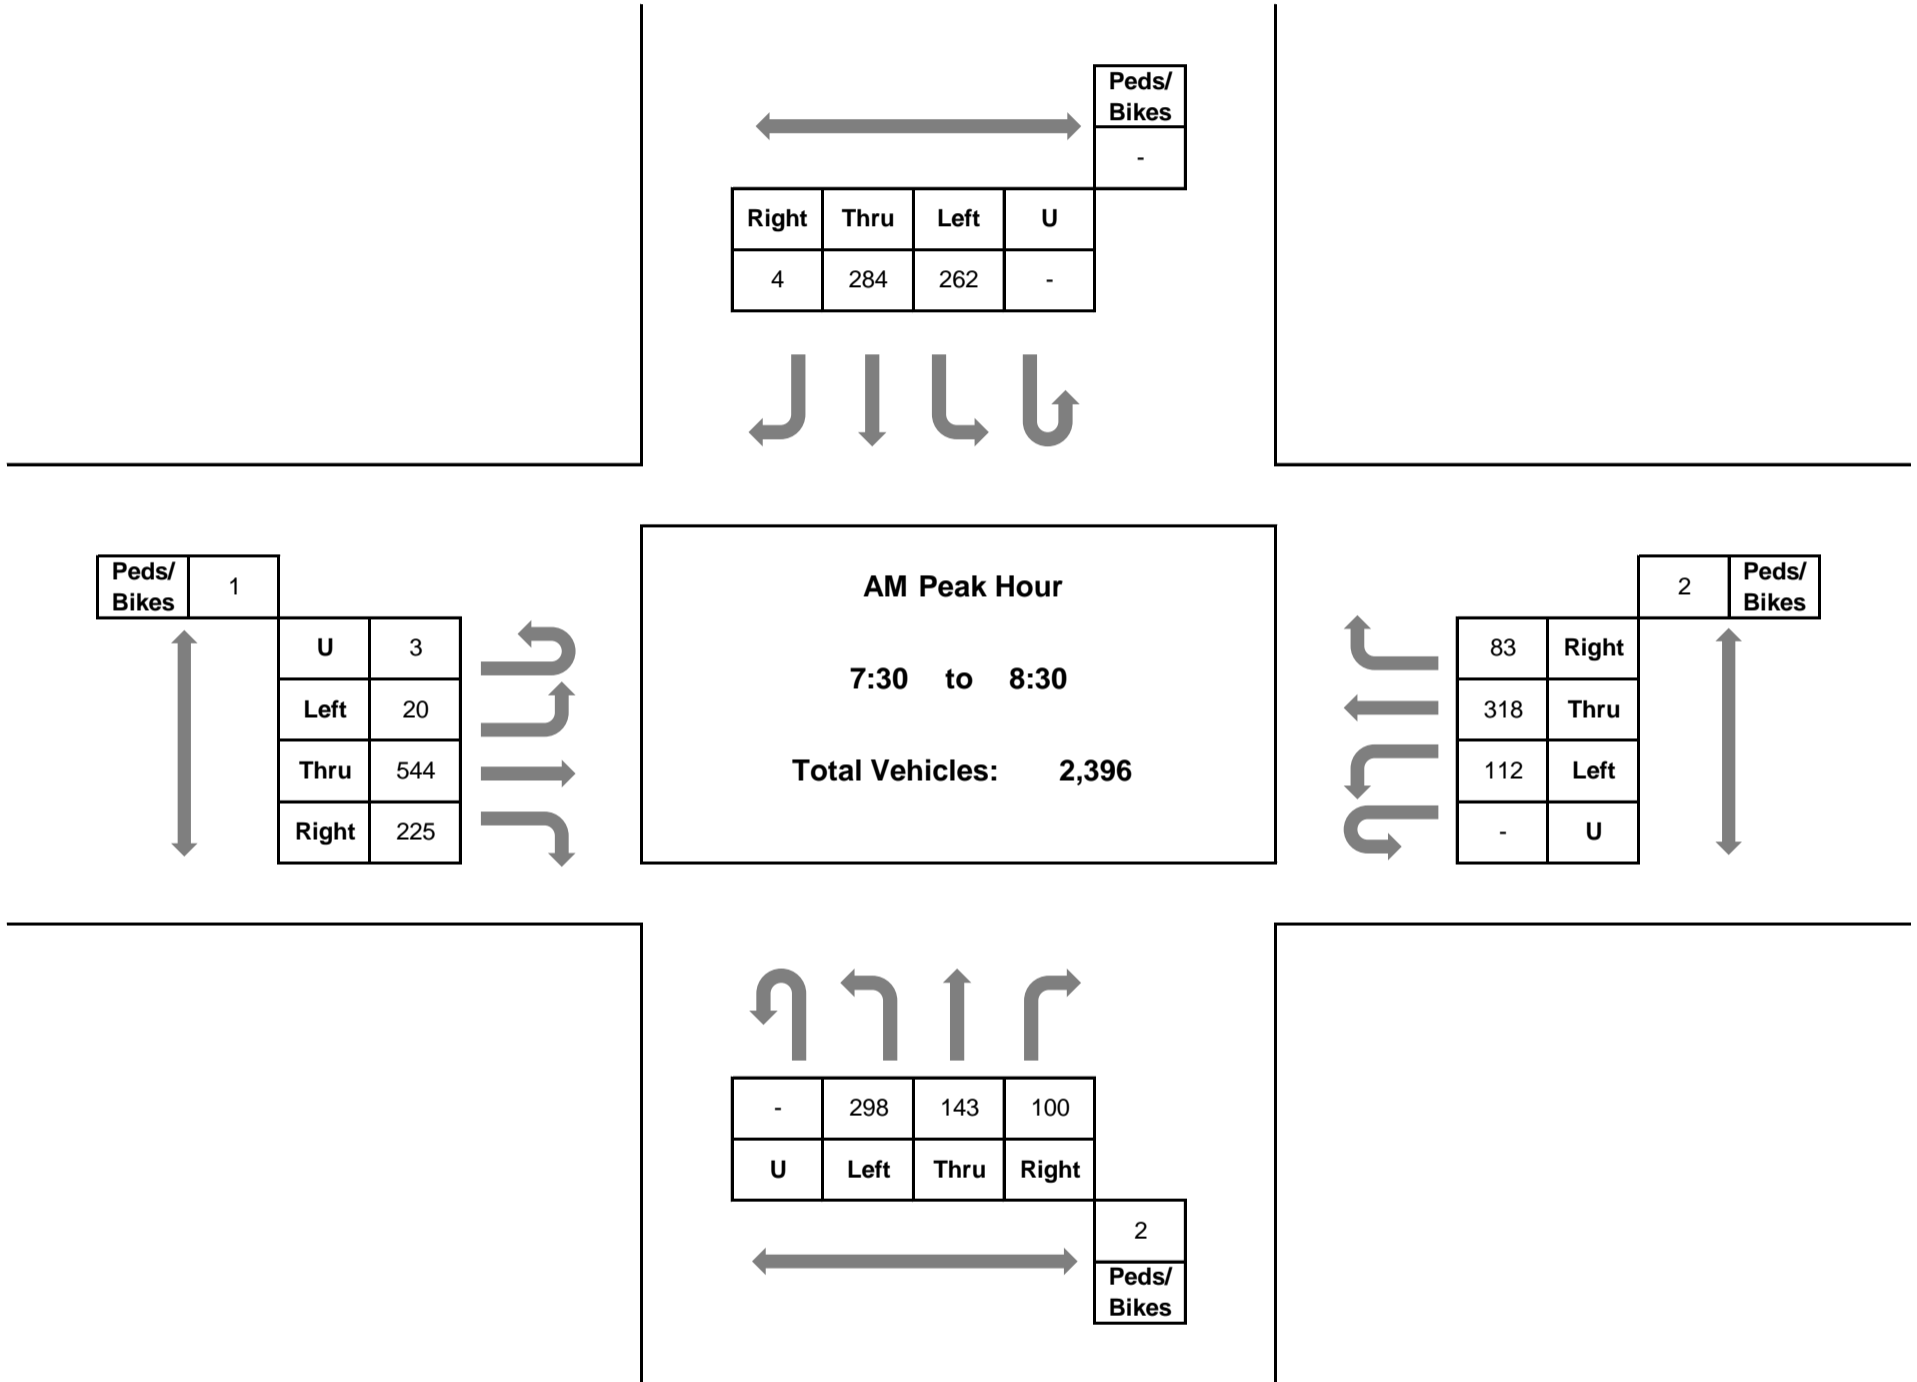 Peds/
Bikes
-
Right Thru Left U
4 284 262 -
Peds/
Bikes
1
U 3
Left 20
Thru 544
Right 225
AM Peak Hour
7:30 to 8:30
Total Vehicles: 2,396
2
Peds/
Bikes
83 Right
318 Thru
112 Left
- U
- 298 143 100
U Left Thru Right
2
Peds/
Bikes